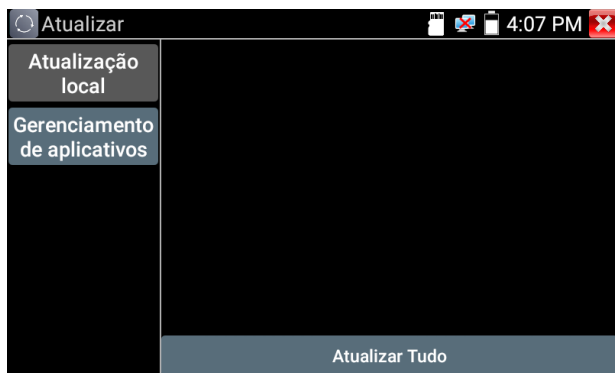 Atualizar
4:07 PM
Atualização
local
Gerenciamento
de aplicativos
Atualizar Tudo